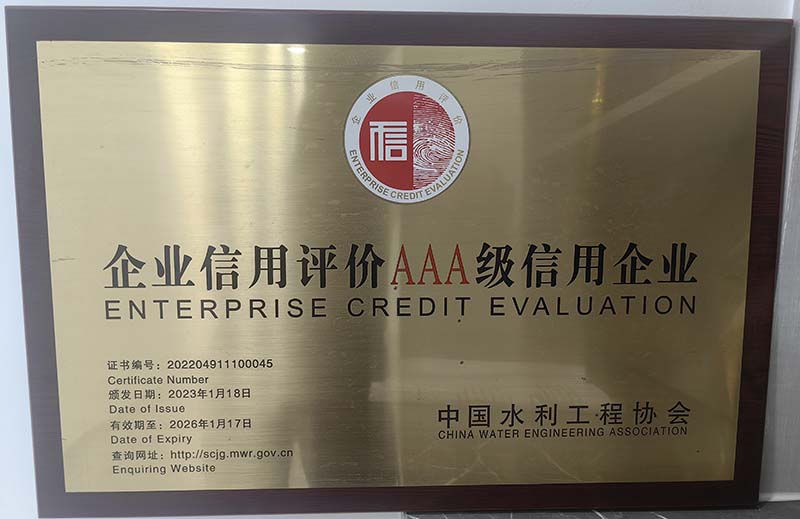 企业信用评价
信
ENTERPRISE CREDIT EVALUATION
企业信用评价AAA级信用企业
ENTERPRISE CREDIT EVALUATION
证书编号：202204911100045
Certificate Number
颁发日期：2023年1月18日
Date of Issue
有效期至：2026年1月17日
Date of Expiry
查询网址：http://scjg.mwr.gov.cn
Enquiring Website
中国水利工程协会
CHINA WATER ENGINEERING ASSOCIATION